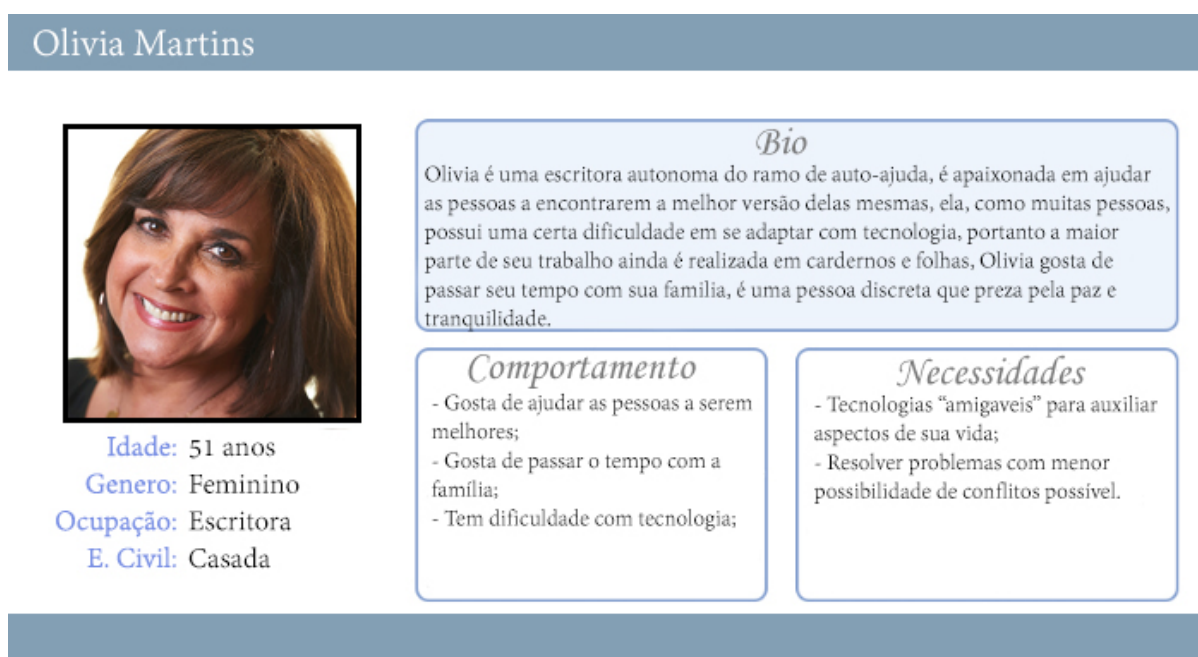 Olivia Martins
Bio
Olivia é uma escritora autonoma do ramo de auto-ajuda, é apaixonada em ajudar
as pessoas a encontrarem a melhor versão delas mesmas, ela, como muitas pessoas,
possui uma certa dificuldade em se adaptar com tecnologia, portanto a maior
parte de seu trabalho ainda é realizada em cardernos e folhas, Olivia gosta de
passar seu tempo com sua familia, é uma pessoa discreta que preza pela paz e
tranquilidade.
Idade: 51 anos
Genero: Feminino
Ocupação: Escritora
E. Civil: Casada
Comportamento
- Gosta de ajudar as pessoas a serem
melhores;
- Gosta de passar o tempo com a
família;
- Tem dificuldade com tecnologia;
Necessidades
- Tecnologias “amigaveis” para auxiliar
aspectos de sua vida;
- Resolver problemas com menor
possibilidade de conflitos possível.